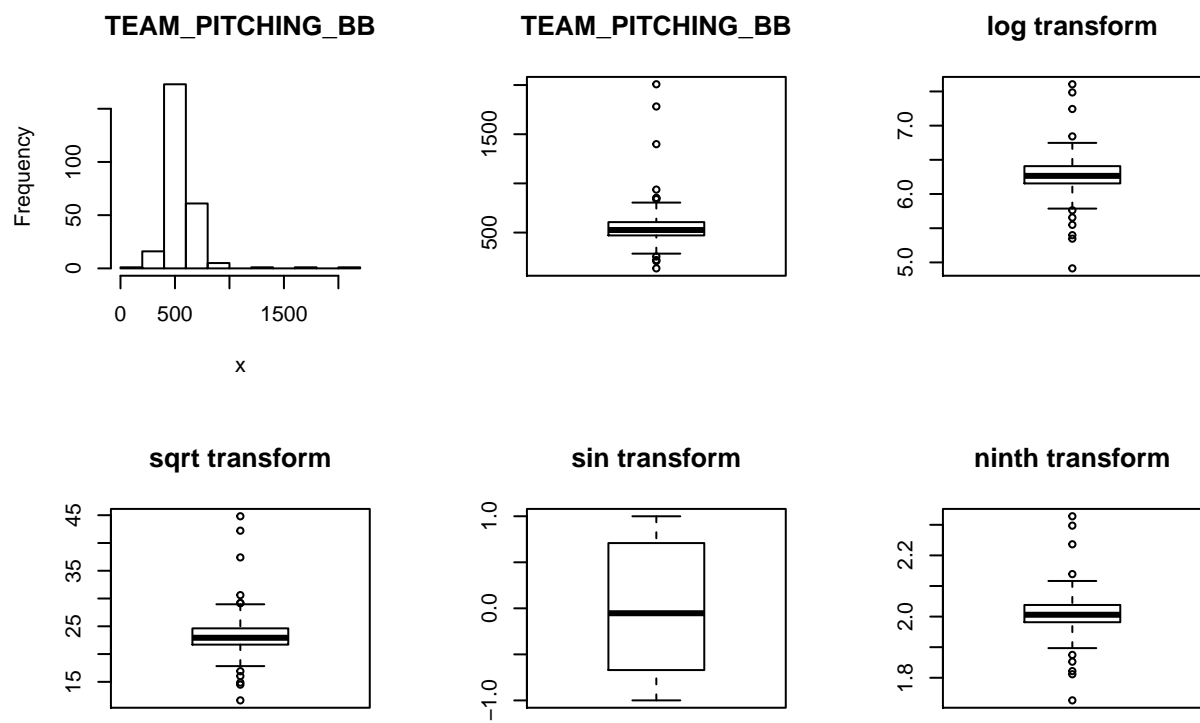 TEAM_PITCHING_BB
Frequency
0 50 100
0 500 1500
x
TEAM_PITCHING_BB
500 1500
log transform
5.0 6.0 7.0
sqrt transform
15 25 35 45
sin transform
−1.0 0.0 1.0
ninth transform
1.8 2.0 2.2